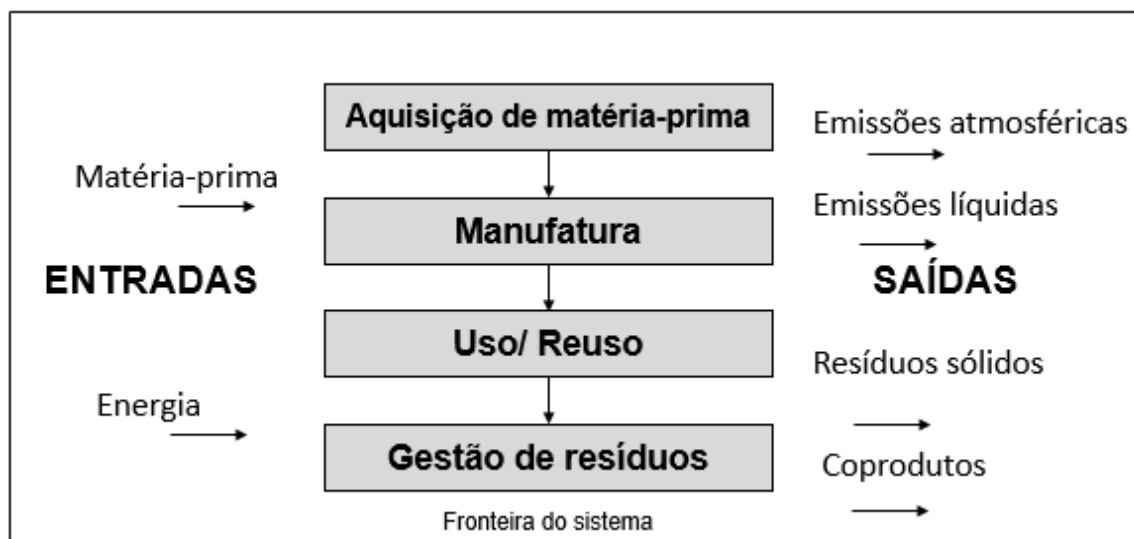 Aquisição de matéria-prima
Emissões atmosféricas
Matéria-prima
Manufatura
Emissões líquidas
ENTRADAS
SAÍDAS
Uso/ Reuso
Resíduos sólidos
Energia
Gestão de resíduos
Coprodutos
Fronteira do sistema